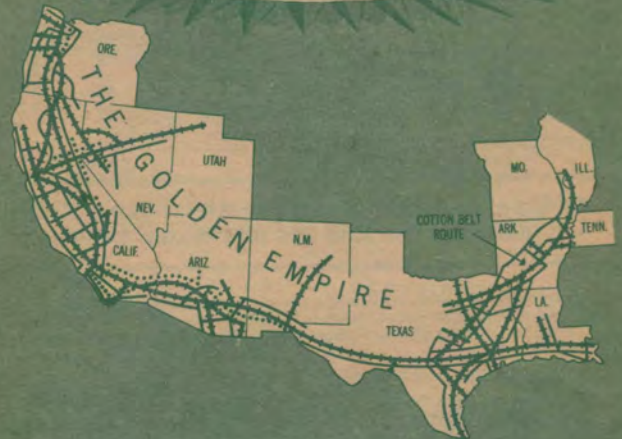 ORE.
THE GOLDEN EMPIRE
UTAH
NEV.
CALIF.
ARIZ.
N.M.
TEXAS
MO.
ILL.
COTTON BELT
ROUTE
ARK.
TENN.
LA.